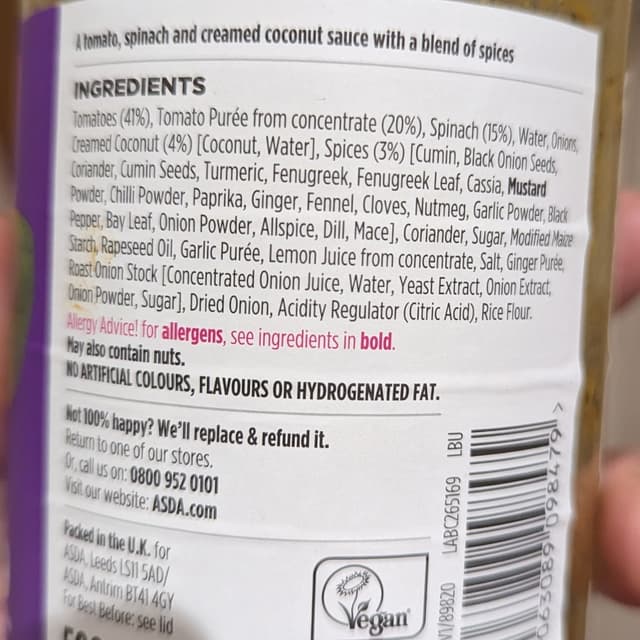 A tomato, spinach and creamed coconut sauce with a blend of spices
INGREDIENTS
Tomatoes (41%), Tomato Purée from concentrate (20%), Spinach (15%), Water, Onions,
Creamed Coconut (4%) [Coconut, Water], Spices (3%) [Cumin, Black Onion Seeds,
Coriander, Cumin Seeds, Turmeric, Fenugreek, Fenugreek Leaf, Cassia, Mustard
Powder, Chilli Powder, Paprika, Ginger, Fennel, Cloves, Nutmeg, Garlic Powder, Black
Pepper, Bay Leaf, Onion Powder, Allspice, Dill, Mace], Coriander, Sugar, Modified Maize
Starch, Rapeseed Oil, Garlic Purée, Lemon Juice from concentrate, Salt, Ginger Purée,
Roast Onion Stock [Concentrated Onion Juice, Water, Yeast Extract, Onion Extract,
Onion Powder, Sugar], Dried Onion, Acidity Regulator (Citric Acid), Rice Flour.
Allergy Advice! for allergens, see ingredients in bold.
May also contain nuts.
NO ARTIFICIAL COLOURS, FLAVOURS OR HYDROGENATED FAT.
Not 100% happy? We'll replace & refund it.
Return to one of our stores.
Or, call us on: 0800 952 0101
Visit our website: ASDA.com
Packed in the U.K. for
ASDA, Leeds LS11 5AD/
ASDA, Antrim BT41 4GY
For Best Before: see lid
Vegan
V1/89820 LABC265169 LBU
63089 098479 >